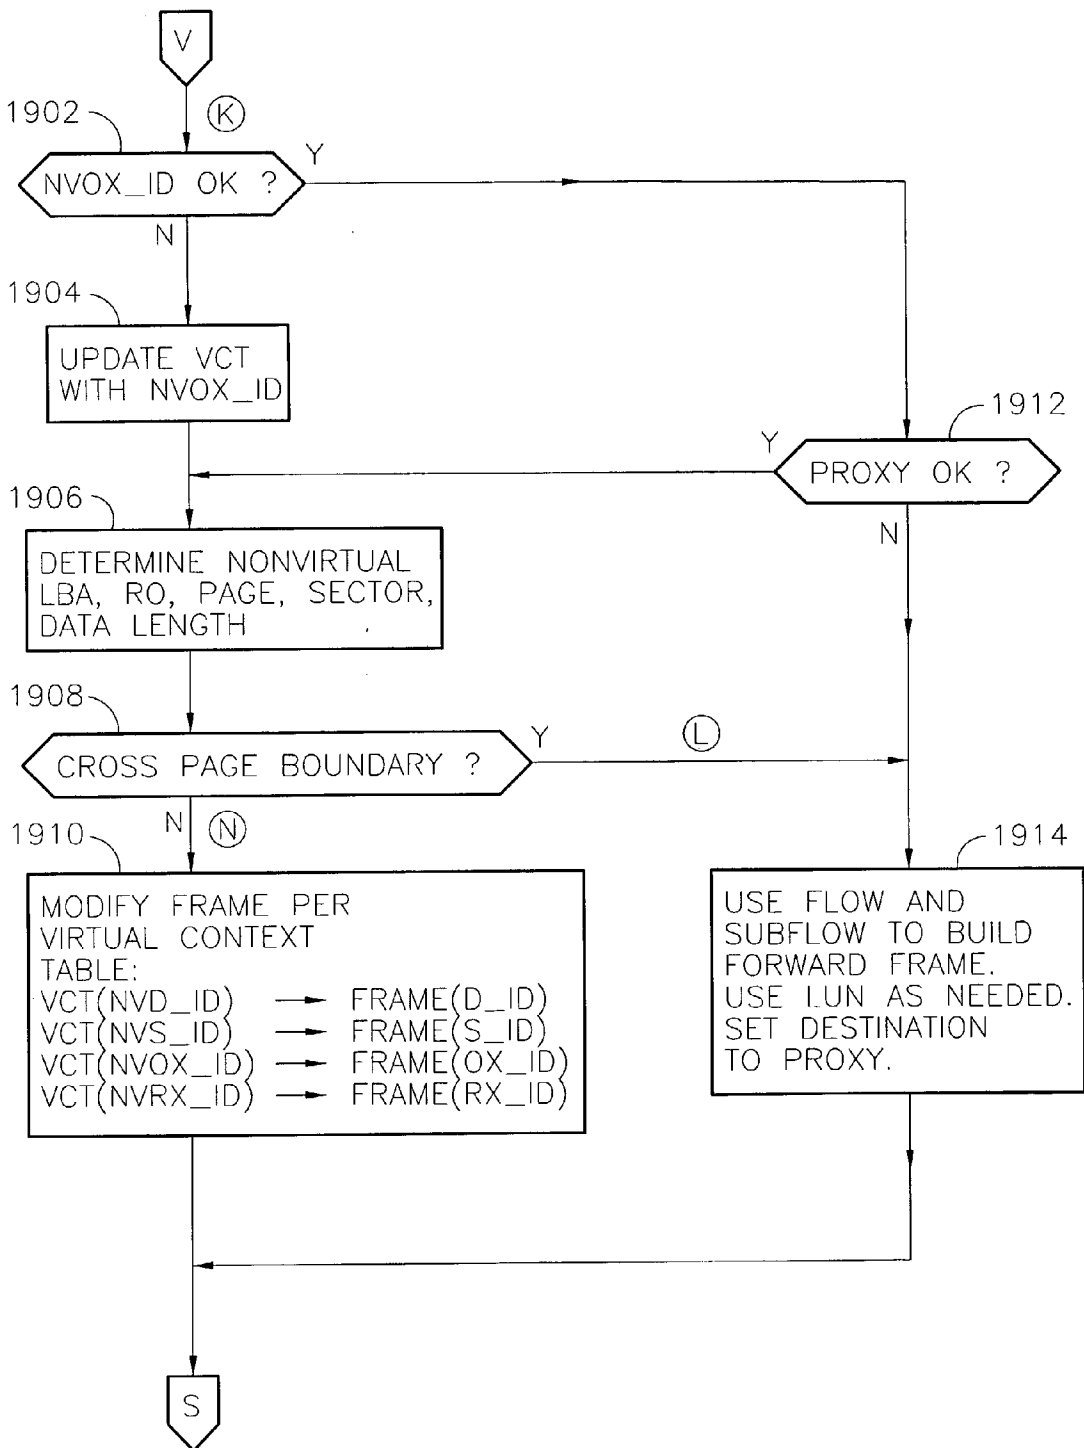 V
K
1902
NVOX_ID OK ?
Y
N
1904
UPDATE VCT
WITH NVOX_ID
1912
Y
PROXY OK ?
N
1906
DETERMINE NONVIRTUAL
LBA, RO, PAGE, SECTOR,
DATA LENGTH
1908
CROSS PAGE BOUNDARY ?
Y
L
N
N
1910
MODIFY FRAME PER
VIRTUAL CONTEXT
TABLE:
VCT(NVD_ID) → FRAME(D_ID)
VCT(NVS_ID) → FRAME(S_ID)
VCT(NVOX_ID) → FRAME(OX_ID)
VCT(NVRX_ID) → FRAME(RX_ID)
1914
USE FLOW AND
SUBFLOW TO BUILD
FORWARD FRAME.
USE LUN AS NEEDED.
SET DESTINATION
TO PROXY.
S